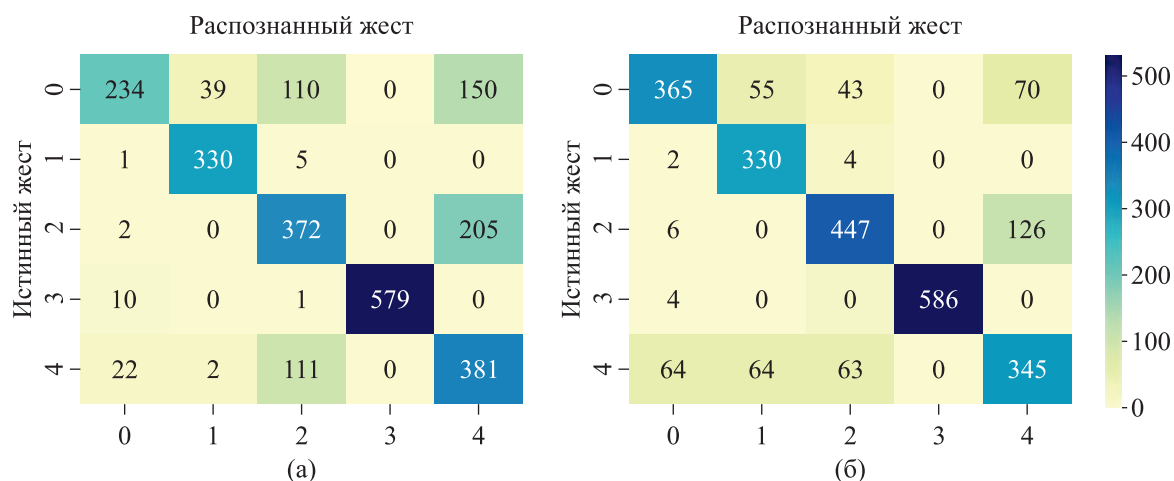 Распознанный жест
Распознанный жест
Истинный жест
0 234 39 110 0 150
1 1 330 5 0 0
2 2 0 372 0 205
3 10 0 1 579 0
4 22 2 111 0 381
0 1 2 3 4
(а)
Истинный жест
0 365 55 43 0 70
1 2 330 4 0 0
2 6 0 447 0 126
3 4 0 0 586 0
4 64 64 63 0 345
0 1 2 3 4
(б)
500
400
300
200
100
0